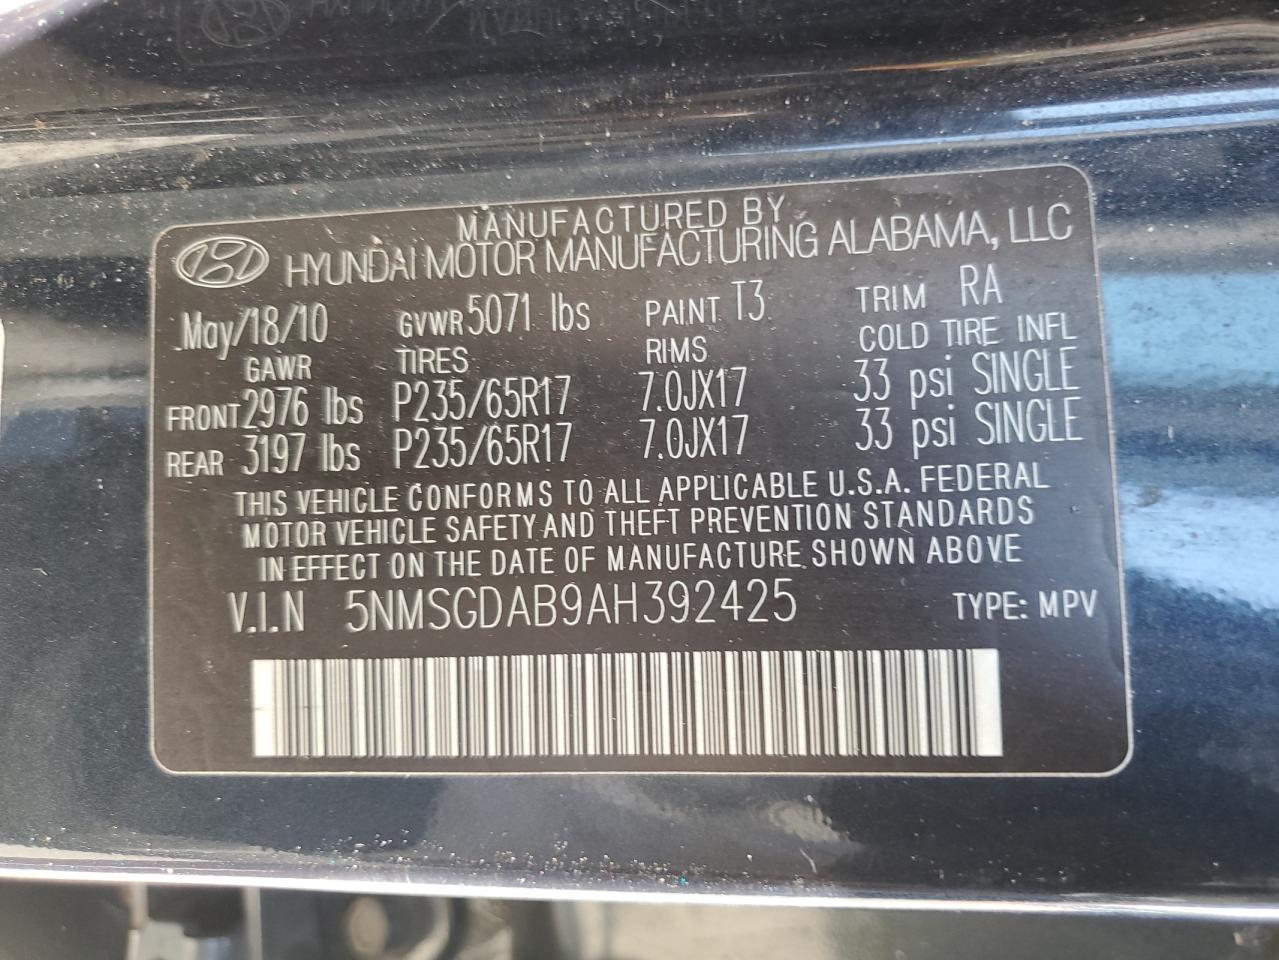 MANUFACTURED BY
HYUNDAI MOTOR MANUFACTURING ALABAMA, LLC
May/18/10 GVWR 5071 lbs PAINT T3 TRIM RA
GAWR TIRES RIMS COLD TIRE INFL
FRONT 2976 lbs P235/65R17 7.0JX17 33 psi SINGLE
REAR 3197 lbs P235/65R17 7.0JX17 33 psi SINGLE
THIS VEHICLE CONFORMS TO ALL APPLICABLE U.S.A. FEDERAL
MOTOR VEHICLE SAFETY AND THEFT PREVENTION STANDARDS
IN EFFECT ON THE DATE OF MANUFACTURE SHOWN ABOVE
V.I.N 5NMSGDAB9AH392425 TYPE: MPV